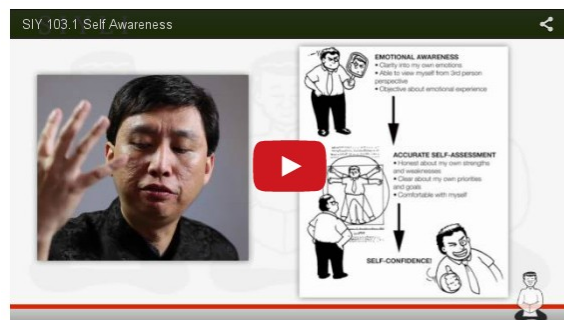 SIY 103.1 Self Awareness
EMOTIONAL AWARENESS
• Clarity into my own emotions
• Able to view myself from 3rd person
perspective
• Objective about emotional experience
ACCURATE SELF-ASSESSMENT
• Honest about my own strengths
and weaknesses
• Clear about my own priorities
and goals
• Comfortable with myself
SELF-CONFIDENCE!